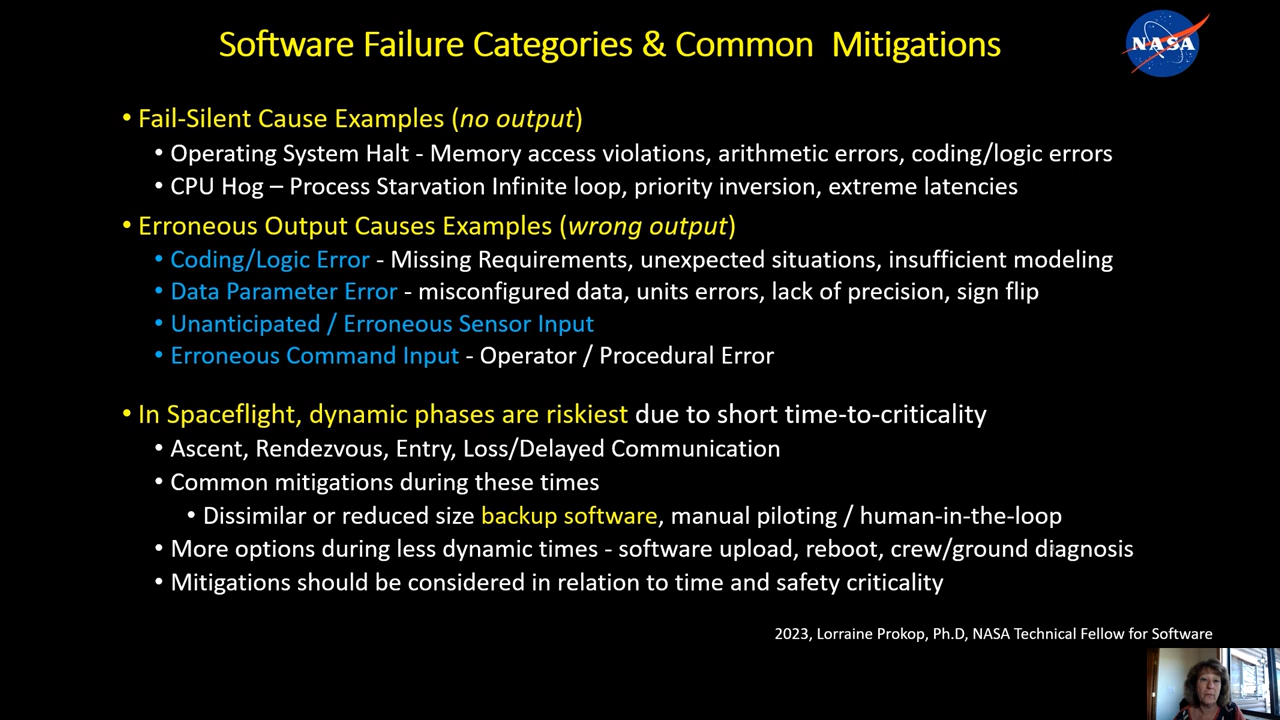 Software Failure Categories & Common  Mitigations
NASA
• Fail-Silent Cause Examples (no output)
• Operating System Halt - Memory access violations, arithmetic errors, coding/logic errors
• CPU Hog – Process Starvation Infinite loop, priority inversion, extreme latencies
• Erroneous Output Causes Examples (wrong output)
• Coding/Logic Error - Missing Requirements, unexpected situations, insufficient modeling
• Data Parameter Error - misconfigured data, units errors, lack of precision, sign flip
• Unanticipated / Erroneous Sensor Input
• Erroneous Command Input - Operator / Procedural Error
• In Spaceflight, dynamic phases are riskiest due to short time-to-criticality
• Ascent, Rendezvous, Entry, Loss/Delayed Communication
• Common mitigations during these times
• Dissimilar or reduced size backup software, manual piloting / human-in-the-loop
• More options during less dynamic times - software upload, reboot, crew/ground diagnosis
• Mitigations should be considered in relation to time and safety criticality
2023, Lorraine Prokop, Ph.D, NASA Technical Fellow for Software